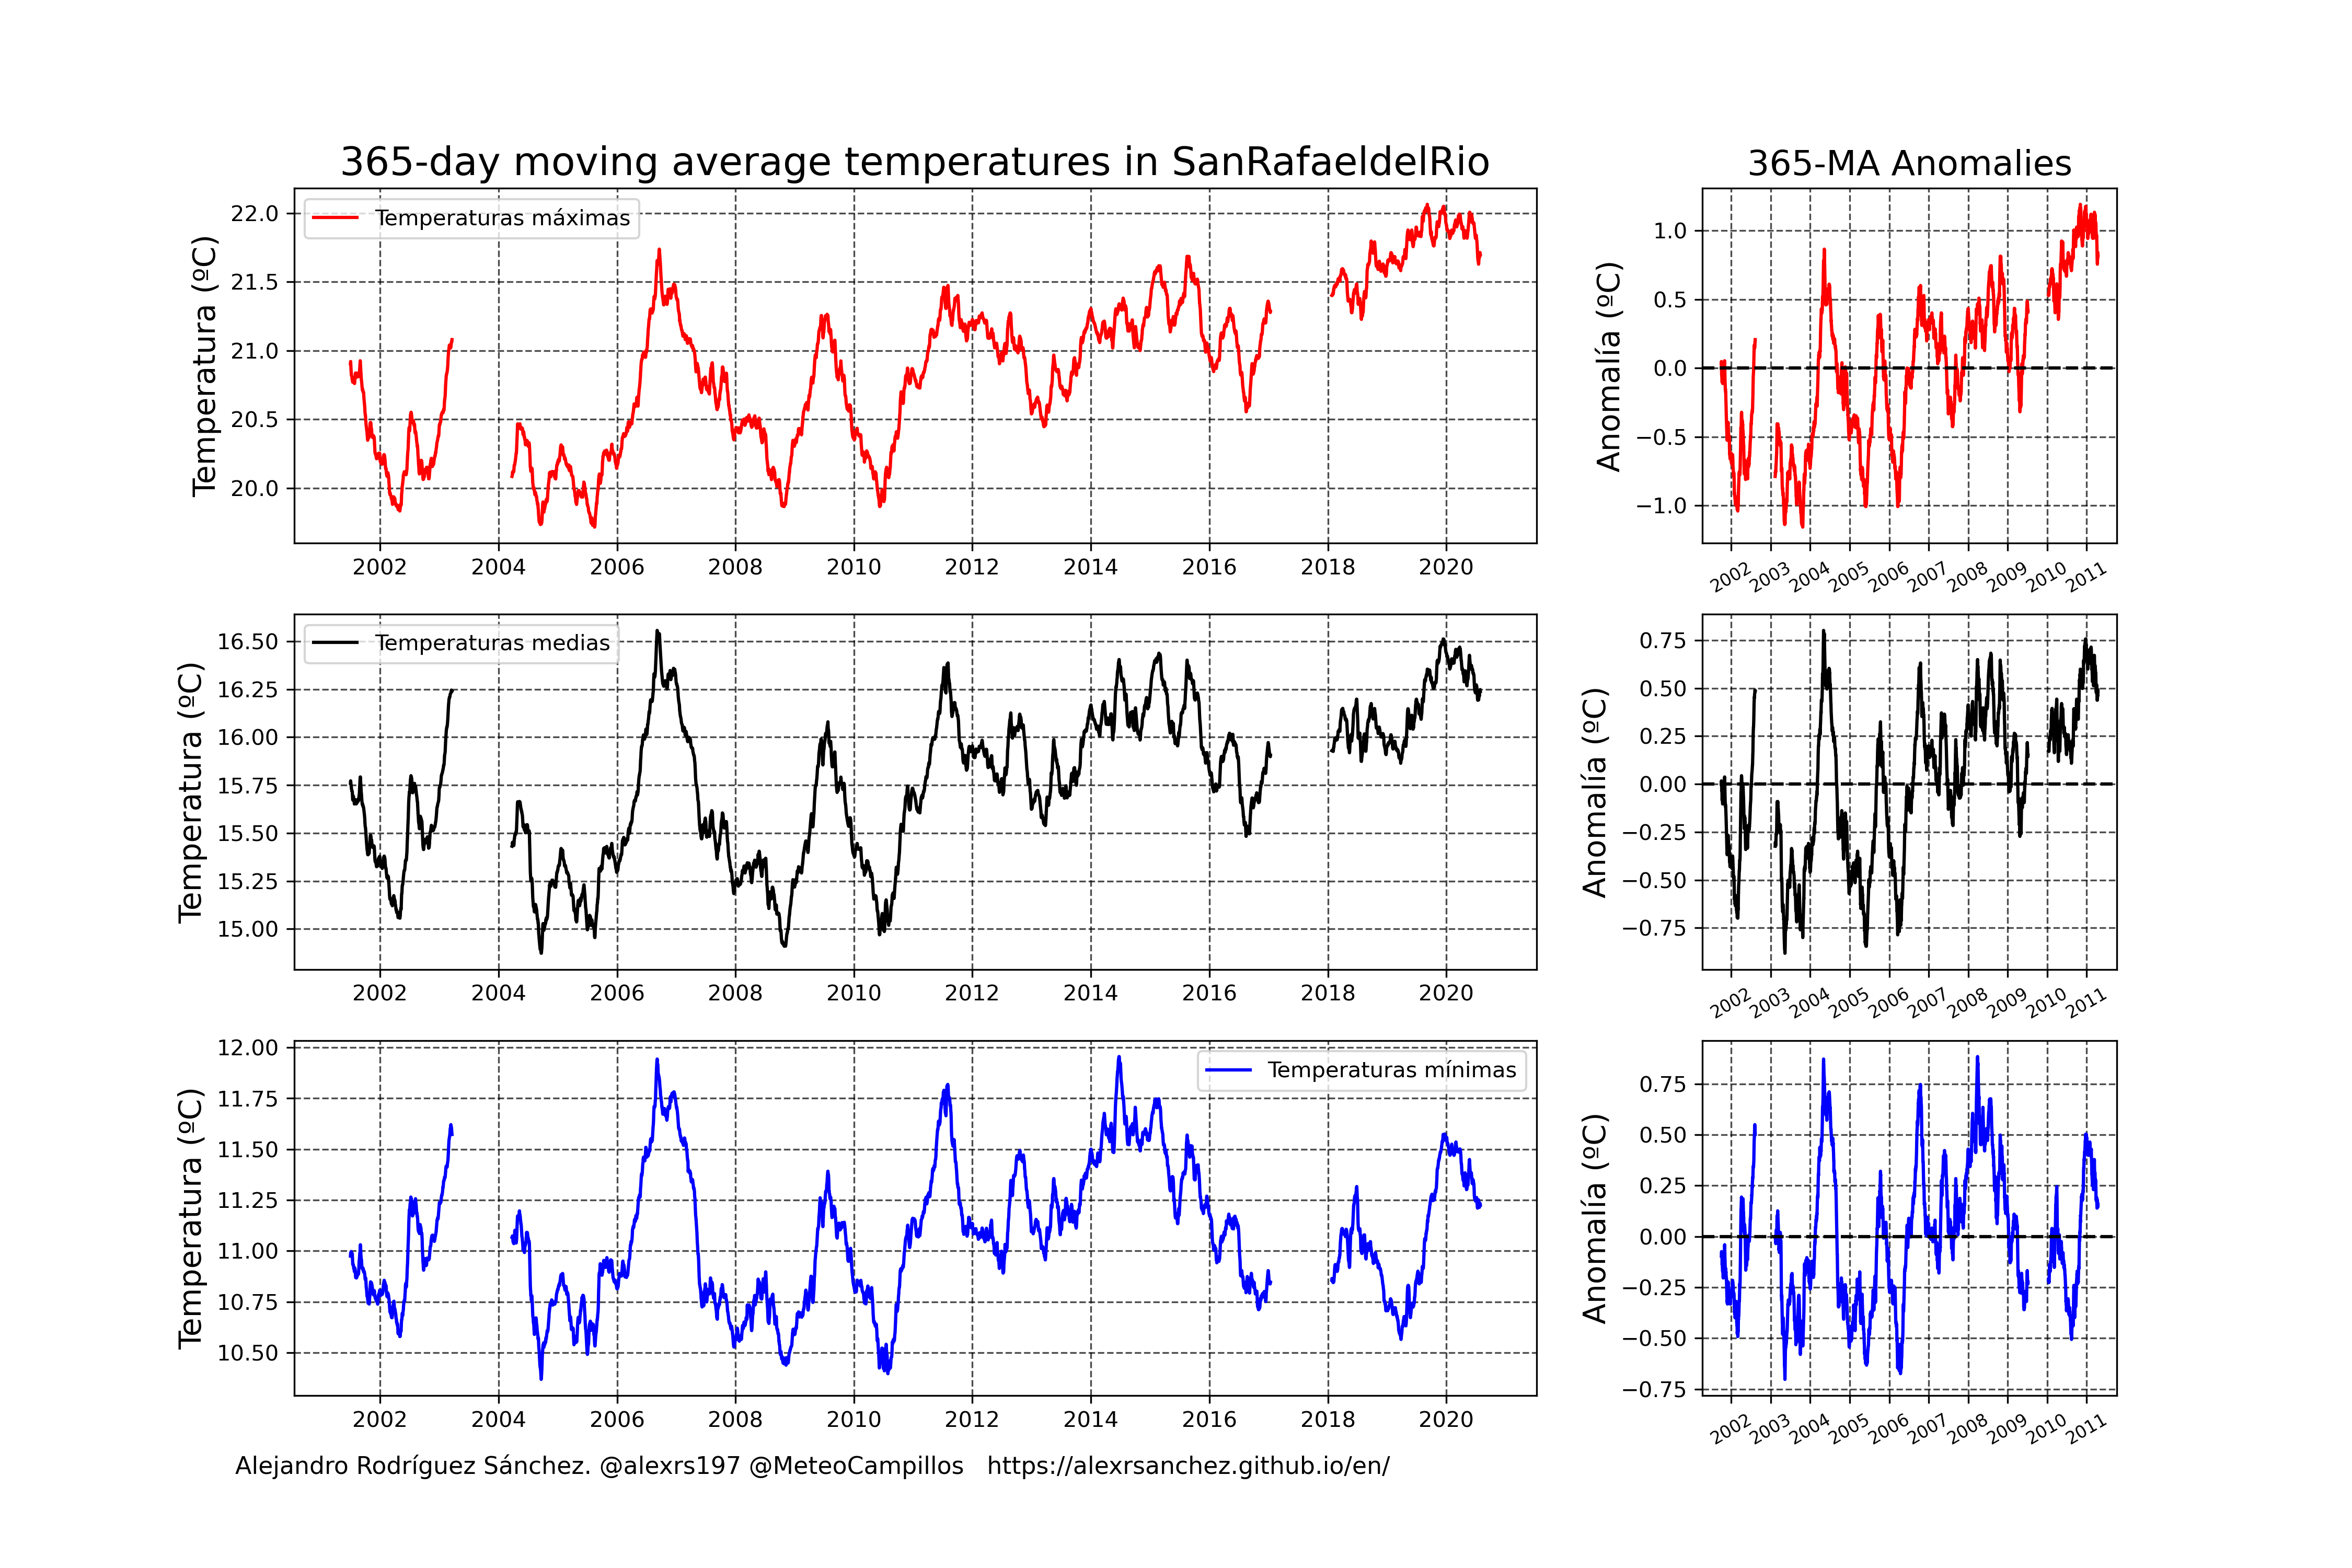 365-day moving average temperatures in SanRafaeldelRio
365-MA Anomalies
Temperatura (ºC)
22.0
21.5
21.0
20.5
20.0
Temperaturas máximas
2002 2004 2006 2008 2010 2012 2014 2016 2018 2020
Anomalía (ºC)
1.0
0.5
0.0
−0.5
−1.0
2002 2003 2004 2005 2006 2007 2008 2009 2010 2011
Temperatura (ºC)
16.50
16.25
16.00
15.75
15.50
15.25
15.00
Temperaturas medias
2002 2004 2006 2008 2010 2012 2014 2016 2018 2020
Anomalía (ºC)
0.75
0.50
0.25
0.00
−0.25
−0.50
−0.75
2002 2003 2004 2005 2006 2007 2008 2009 2010 2011
Temperatura (ºC)
12.00
11.75
11.50
11.25
11.00
10.75
10.50
Temperaturas mínimas
2002 2004 2006 2008 2010 2012 2014 2016 2018 2020
Anomalía (ºC)
0.75
0.50
0.25
0.00
−0.25
−0.50
−0.75
2002 2003 2004 2005 2006 2007 2008 2009 2010 2011
Alejandro Rodríguez Sánchez. @alexrs197 @MeteoCampillos https://alexrsanchez.github.io/en/